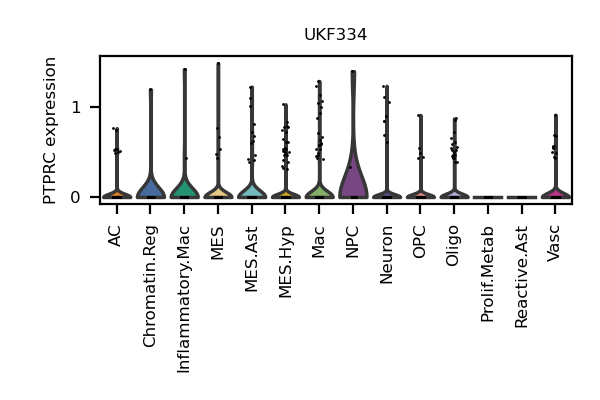 UKF334
PTPRC expression
1
0
AC
Chromatin.Reg
Inflammatory.Mac
MES
MES.Ast
MES.Hyp
Mac
NPC
Neuron
OPC
Oligo
Prolif.Metab
Reactive.Ast
Vasc